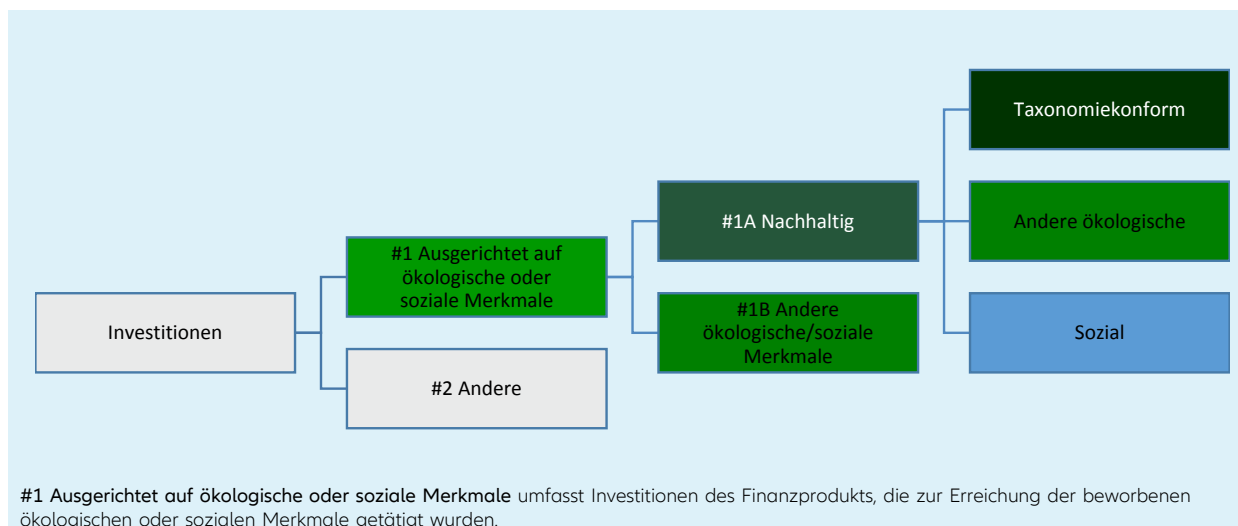 Taxonomiekonform
#1A Nachhaltig
Andere ökologische
#1 Ausgerichtet auf
ökologische oder
soziale Merkmale
#1B Andere
ökologische/soziale
Merkmale
Investitionen
Sozial
#2 Andere
#1 Ausgerichtet auf ökologische oder soziale Merkmale umfasst Investitionen des Finanzprodukts, die zur Erreichung der beworbenen
ökologischen oder sozialen Merkmale getätigt wurden.